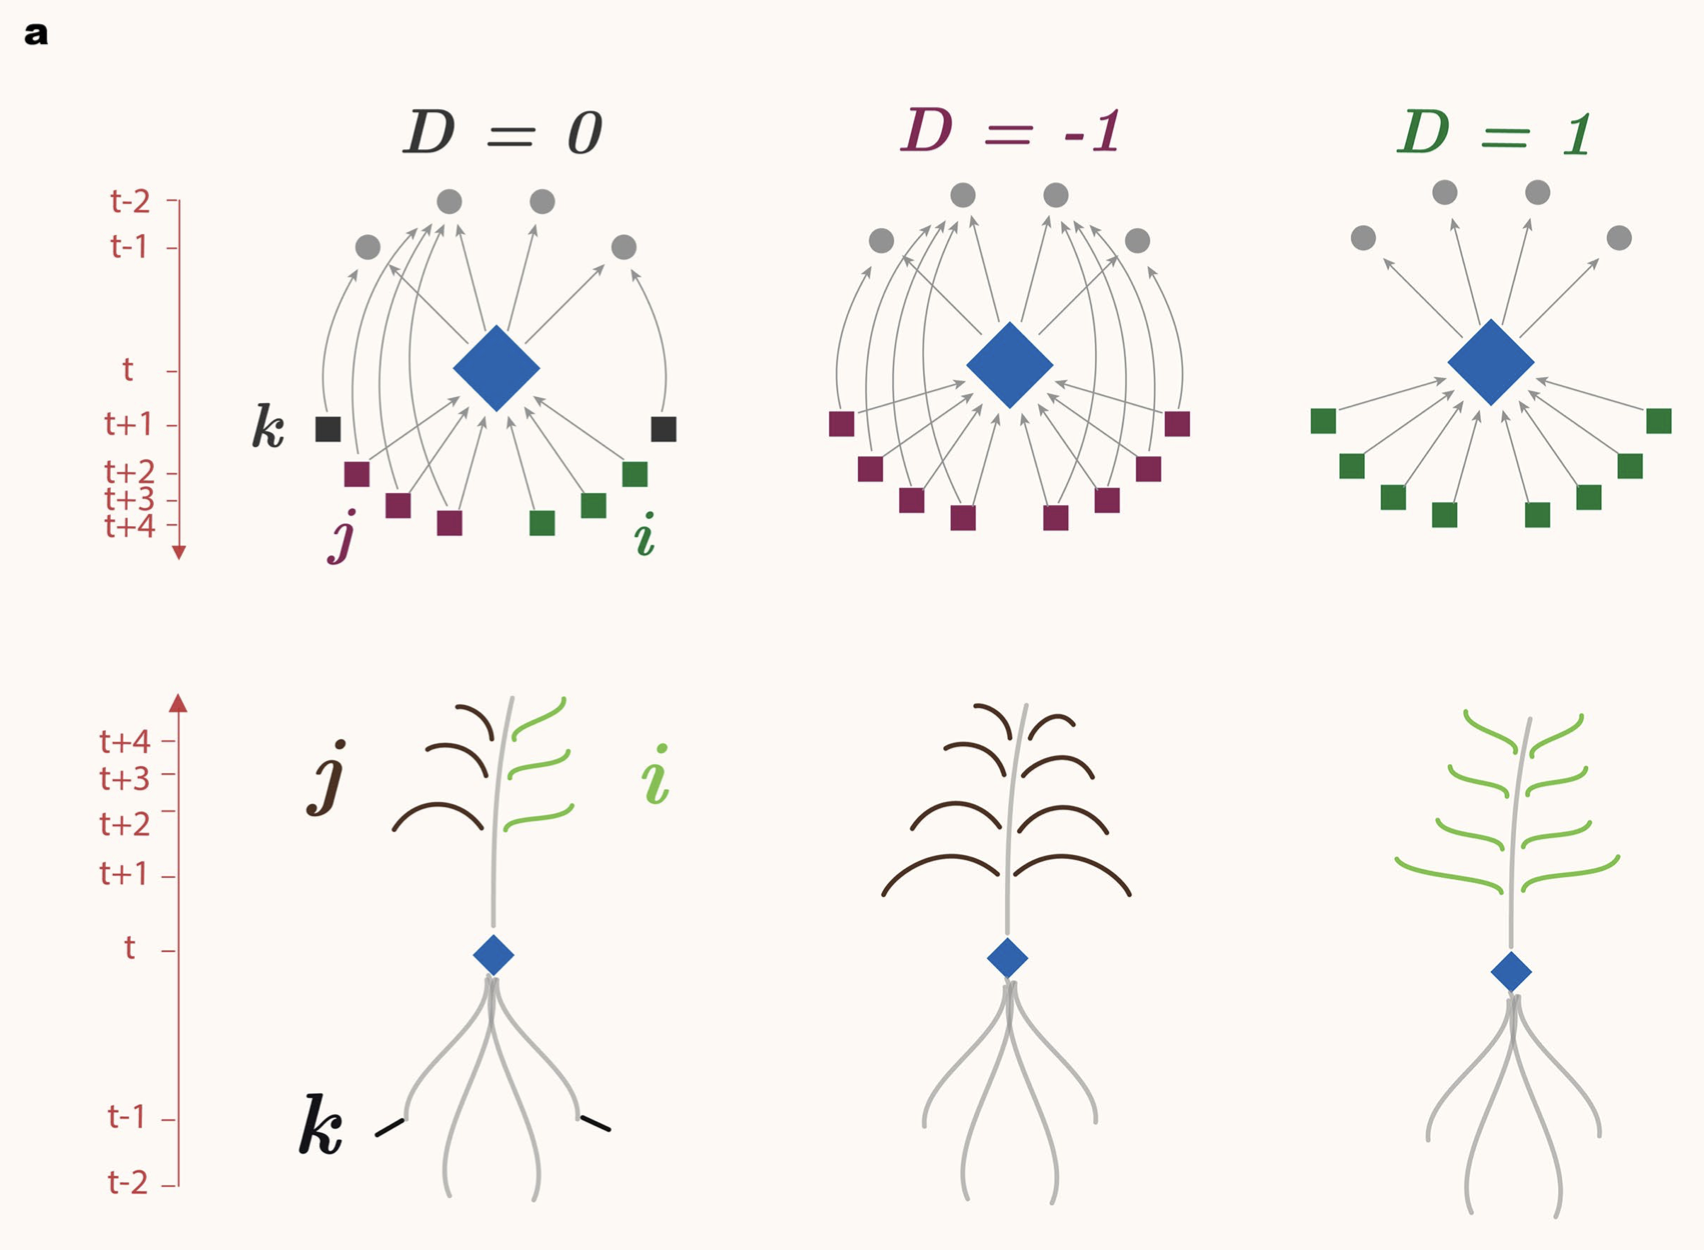 a
D = 0
D = -1
D = 1
t-2
t-1
t
t+1
t+2
t+3
t+4
k
j
i
t+4
t+3
t+2
t+1
t
t-1
t-2
j
i
k